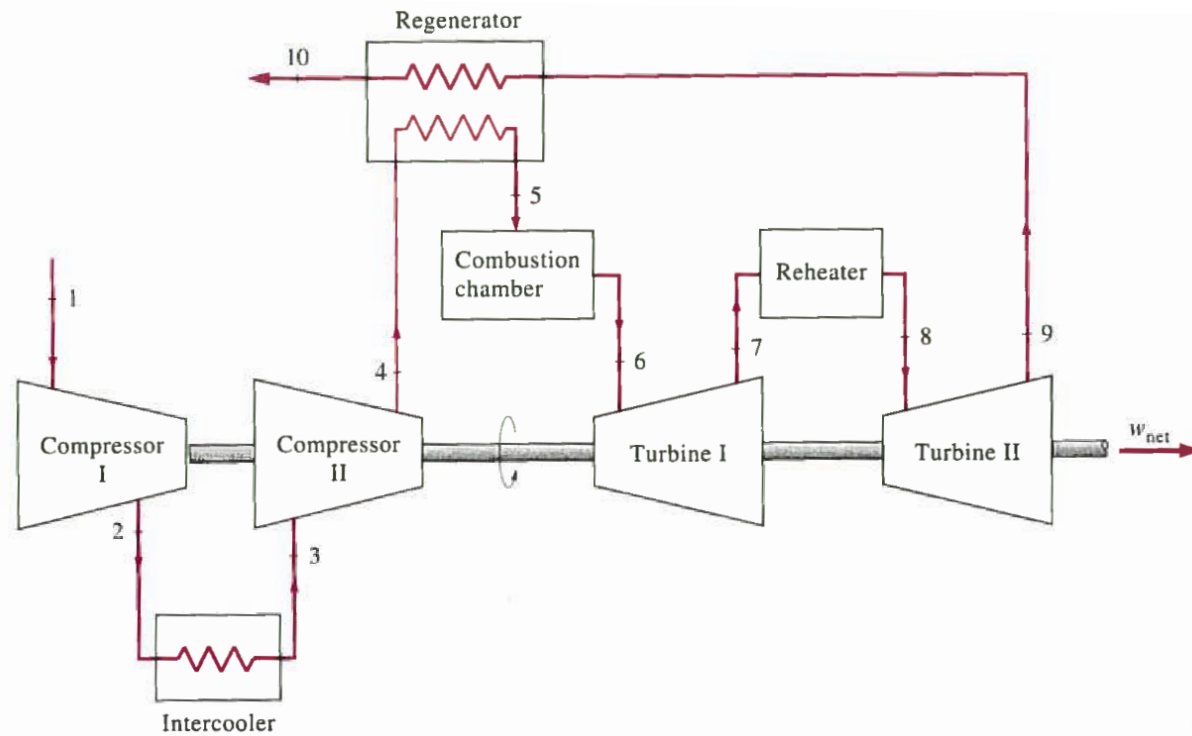 Regenerator
10
5
Combustion
chamber
Reheater
1
4
6
7
8
9
Compressor
I
Compressor
II
Turbine I
Turbine II
w_net
2
3
Intercooler